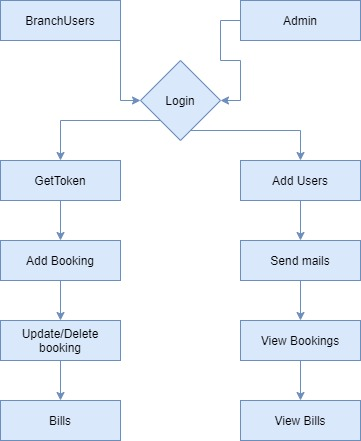 BranchUsers
Admin
Login
GetToken
Add Users
Add Booking
Send mails
Update/Delete
booking
View Bookings
Bills
View Bills